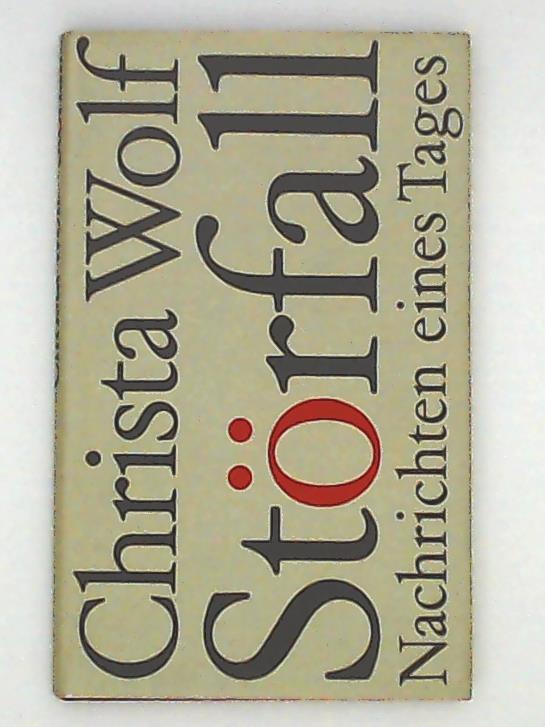 Christa Wolf
Störfall
Nachrichten eines Tages